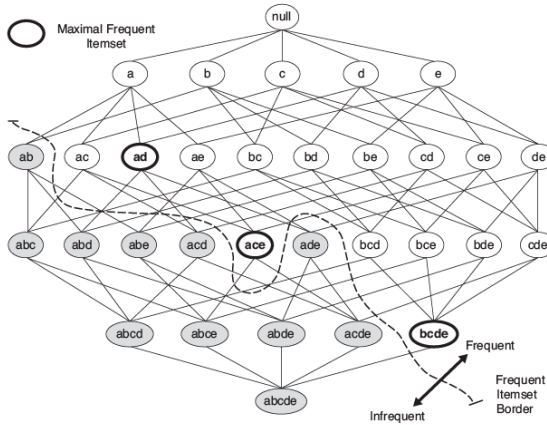 Maximal Frequent
Itemset
null
a b c d e
ab ac ad ae bc bd be cd ce de
abc abd abe acd ace ade bcd bce bde cde
abcd abce abde acde bcde
Frequent
Infrequent
Frequent
Itemset
Border
abcde